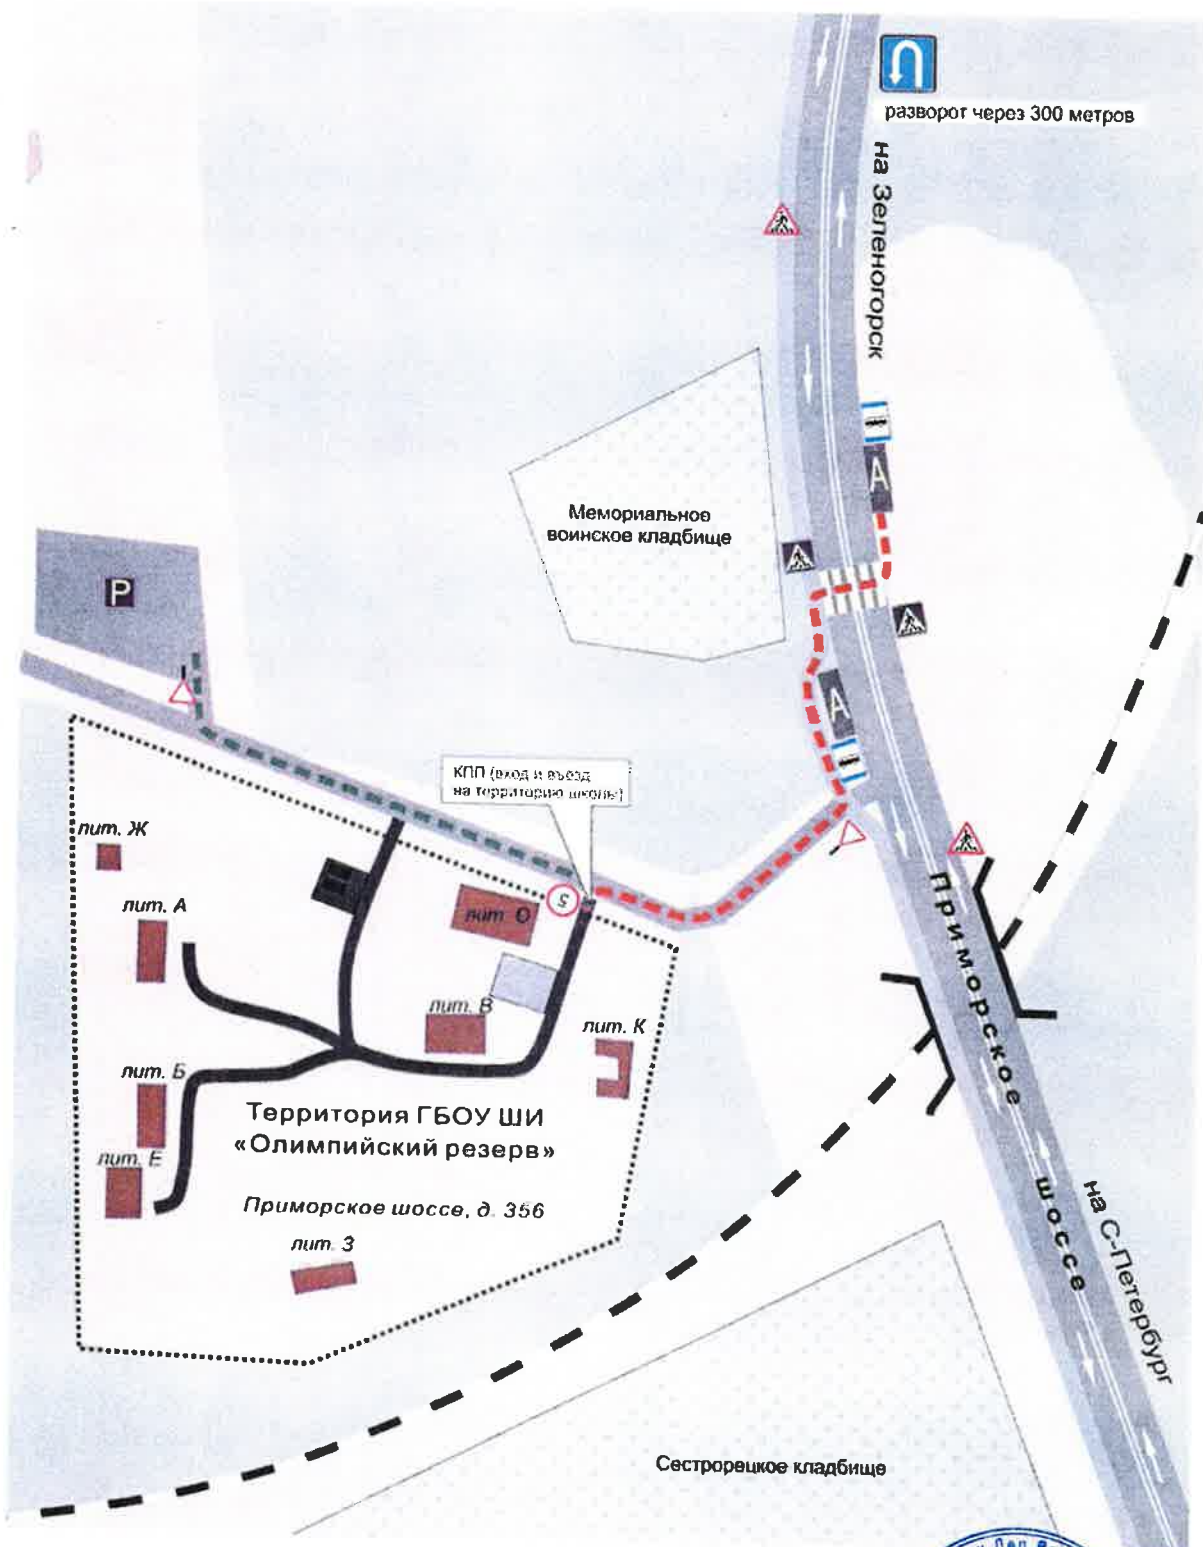 разворот через 300 метров
на Зеленогорск
А
Мемориальное
воинское кладбище
P
А
КПП (вход и въезд
на территорию школы)
лит. Ж
5
лит. О
лит. А
Приморское шоссе
лит. В
лит. К
лит. Б
Территория ГБОУ ШИ
«Олимпийский резерв»
лит. Е
Приморское шоссе, д. 356
на С-Петербург
лит. З
Сестрорецкое кладбище